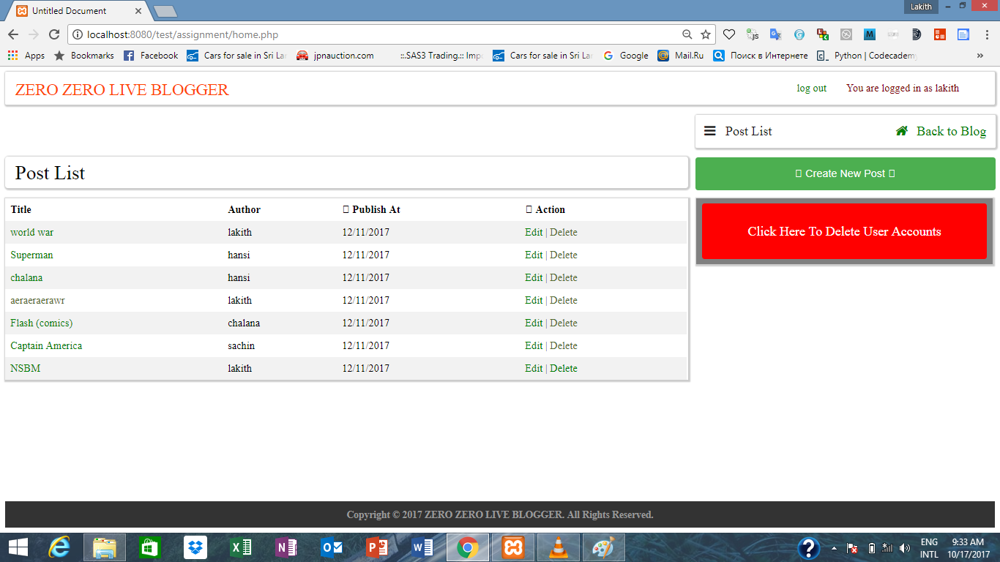 Untitled Document
Lakith
localhost:8080/test/assignment/home.php
Apps Bookmarks Facebook Cars for sale in Sri La jpnauction.com ::.SAS3 Trading.:: Imp Cars for sale in Sri La Google Mail.Ru Поиск в Интернете Python | Codecademy »
ZERO ZERO LIVE BLOGGER log out You are logged in as lakith
Post List Back to Blog
Post List
Create New Post
Title Author Publish At Action
Click Here To Delete User Accounts
world war lakith 12/11/2017 Edit | Delete
Superman hansi 12/11/2017 Edit | Delete
chalana hansi 12/11/2017 Edit | Delete
aeraeraerawr lakith 12/11/2017 Edit | Delete
Flash (comics) chalana 12/11/2017 Edit | Delete
Captain America sachin 12/11/2017 Edit | Delete
NSBM lakith 12/11/2017 Edit | Delete
Copyright © 2017 ZERO ZERO LIVE BLOGGER. All Rights Reserved.
ENG 9:33 AM
INTL 10/17/2017